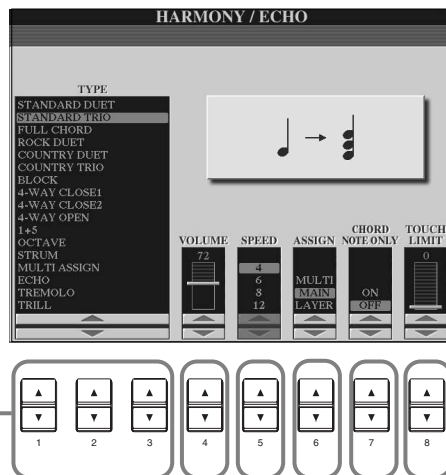 HARMONY / ECHO
TYPE
STANDARD DUET
STANDARD TRIO
FULL CHORD
ROCK DUET
COUNTRY DUET
COUNTRY TRIO
BLOCK
4-WAY CLOSE1
4-WAY CLOSE2
4-WAY OPEN
1+5
OCTAVE
STRUM
MULTI ASSIGN
ECHO
TREMOLO
TRILL
VOLUME
72
SPEED
4
6
8
12
ASSIGN
MULTI
MAIN
LAYER
CHORD
NOTE ONLY
ON
OFF
TOUCH
LIMIT
0
1 2 3 4 5 6 7 8